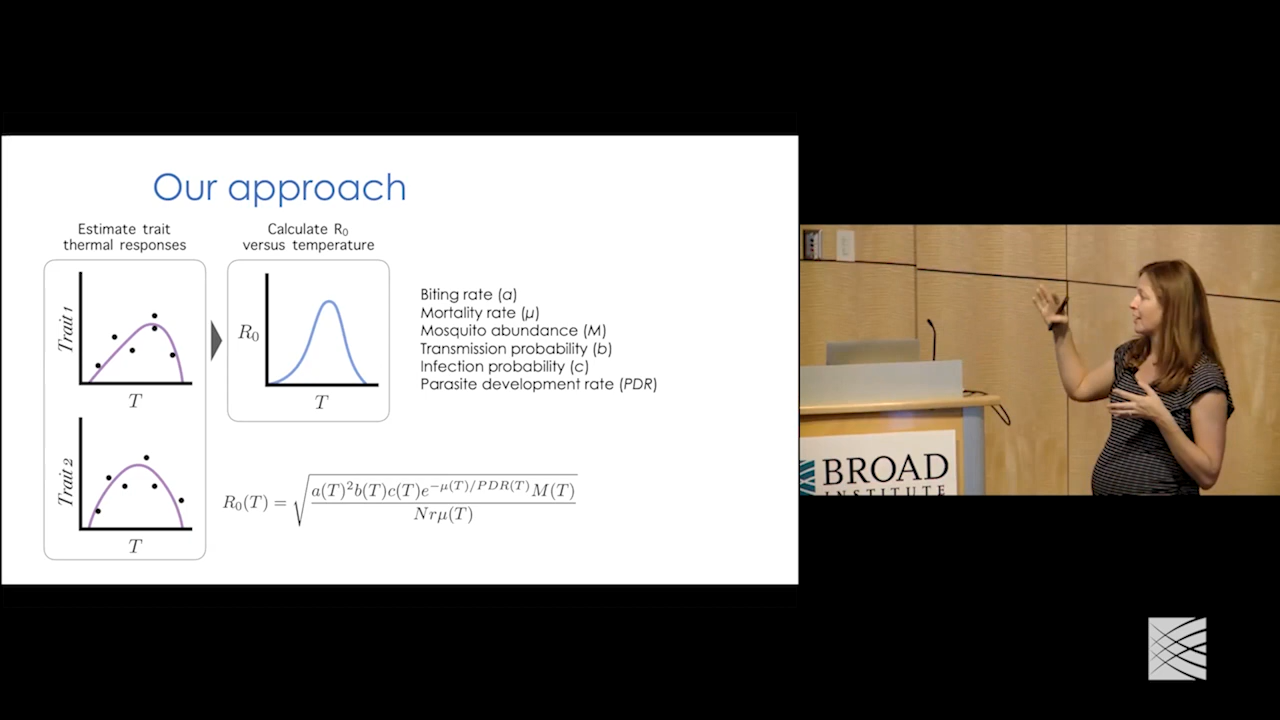 Our approach
Estimate trait
thermal responses
Calculate R₀
versus temperature
Trait 1
T
R₀
T
Biting rate (a)
Mortality rate (μ)
Mosquito abundance (M)
Transmission probability (b)
Infection probability (c)
Parasite development rate (PDR)
Trait 2
T
R₀(T) = √(a(T)²b(T)c(T)e^(−μ(T)/PDR(T))M(T) / Nrμ(T))
BROAD
INSTITUTE